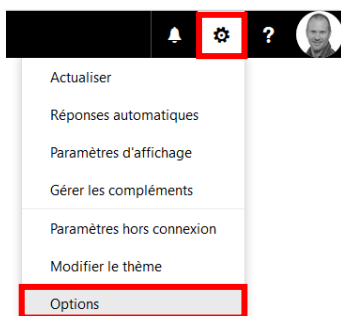 ?
Actualiser
Réponses automatiques
Paramètres d'affichage
Gérer les compléments
Paramètres hors connexion
Modifier le thème
Options